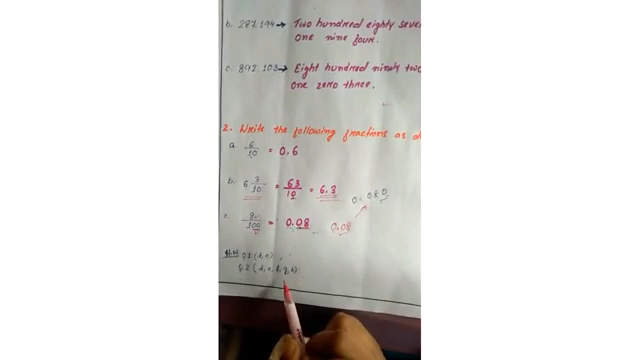 b. 287.194 → Two hundred eighty seven
one nine four.
c. 892.103 → Eight hundred ninety two
one zero three.
2. Write the following fractions as
a. 6/10 = 0.6
b. 6 3/10 = 63/10 = 6.3
c. 8/100 = 0.08 0.08
Q.1 (d, e)
Q.2 (d, e, f, g, h)